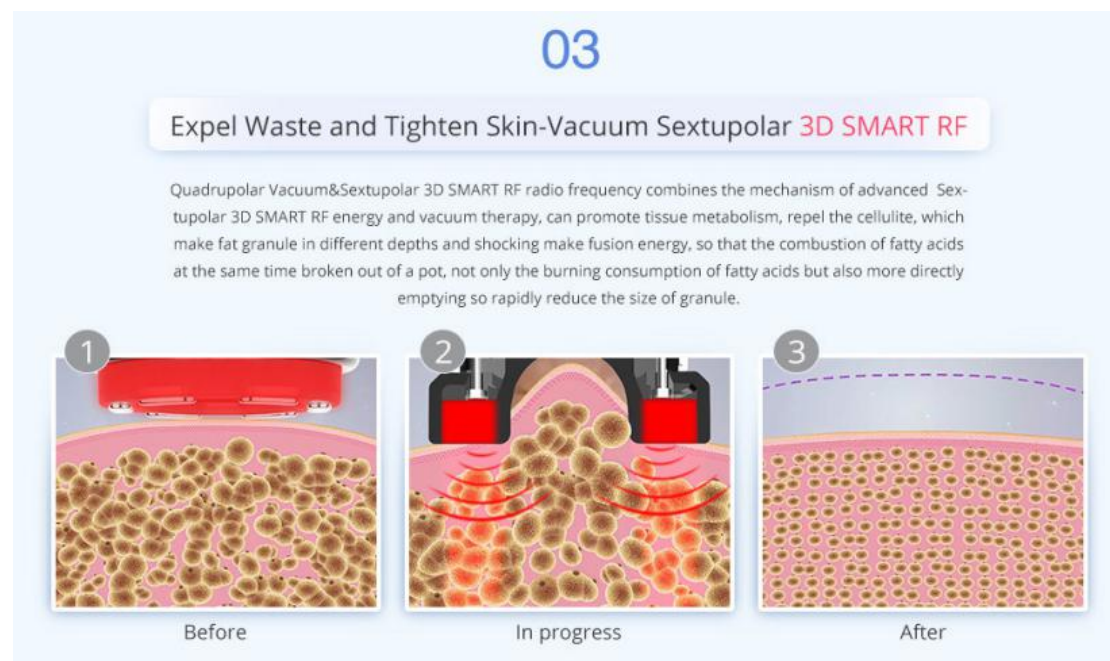 03
Expel Waste and Tighten Skin-Vacuum Sextupolar 3D SMART RF
Quadrupolar Vacuum&Sextupolar 3D SMART RF radio frequency combines the mechanism of advanced Sex-
tupolar 3D SMART RF energy and vacuum therapy, can promote tissue metabolism, repel the cellulite, which
make fat granule in different depths and shocking make fusion energy, so that the combustion of fatty acids
at the same time broken out of a pot, not only the burning consumption of fatty acids but also more directly
emptying so rapidly reduce the size of granule.
1
2
3
Before
In progress
After